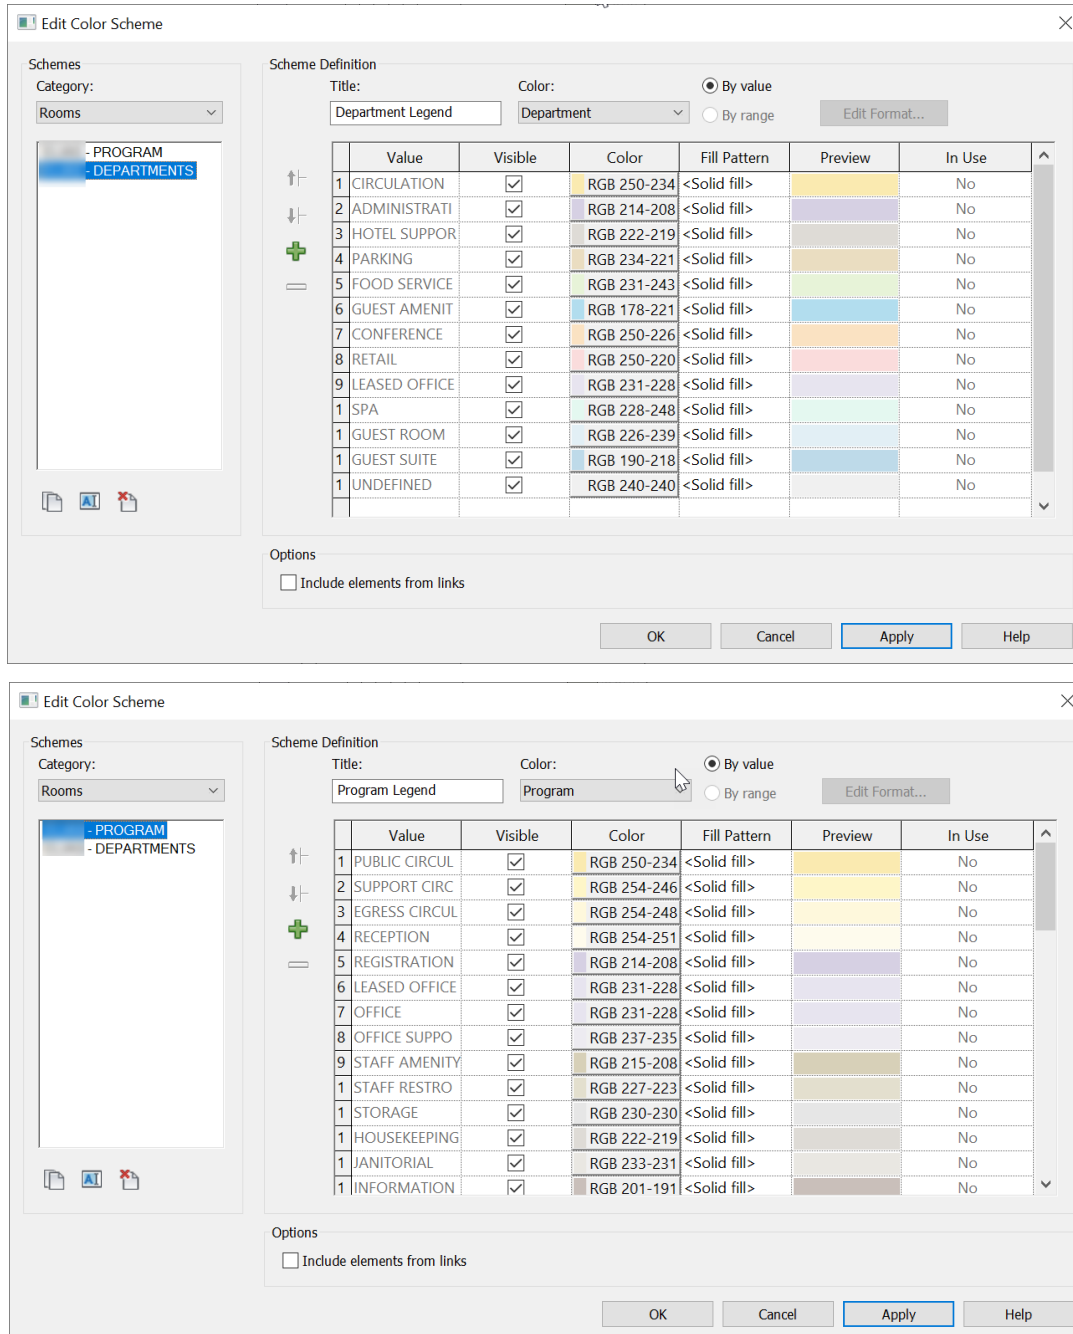 Edit Color Scheme
Schemes
Category:
Rooms
- PROGRAM
- DEPARTMENTS
Scheme Definition
Title: Color: By value
Department Legend Department By range Edit Format...
Value Visible Color Fill Pattern Preview In Use
1 CIRCULATION RGB 250-234 <Solid fill> No
2 ADMINISTRATI RGB 214-208 <Solid fill> No
3 HOTEL SUPPOR RGB 222-219 <Solid fill> No
4 PARKING RGB 234-221 <Solid fill> No
5 FOOD SERVICE RGB 231-243 <Solid fill> No
6 GUEST AMENIT RGB 178-221 <Solid fill> No
7 CONFERENCE RGB 250-226 <Solid fill> No
8 RETAIL RGB 250-220 <Solid fill> No
9 LEASED OFFICE RGB 231-228 <Solid fill> No
1 SPA RGB 228-248 <Solid fill> No
1 GUEST ROOM RGB 226-239 <Solid fill> No
1 GUEST SUITE RGB 190-218 <Solid fill> No
1 UNDEFINED RGB 240-240 <Solid fill> No
Options
Include elements from links
OK Cancel Apply Help
Edit Color Scheme
Schemes
Category:
Rooms
- PROGRAM
- DEPARTMENTS
Scheme Definition
Title: Color: By value
Program Legend Program By range Edit Format...
Value Visible Color Fill Pattern Preview In Use
1 PUBLIC CIRCUL RGB 250-234 <Solid fill> No
2 SUPPORT CIRC RGB 254-246 <Solid fill> No
3 EGRESS CIRCUL RGB 254-248 <Solid fill> No
4 RECEPTION RGB 254-251 <Solid fill> No
5 REGISTRATION RGB 214-208 <Solid fill> No
6 LEASED OFFICE RGB 231-228 <Solid fill> No
7 OFFICE RGB 231-228 <Solid fill> No
8 OFFICE SUPPO RGB 237-235 <Solid fill> No
9 STAFF AMENITY RGB 215-208 <Solid fill> No
1 STAFF RESTRO RGB 227-223 <Solid fill> No
1 STORAGE RGB 230-230 <Solid fill> No
1 HOUSEKEEPING RGB 222-219 <Solid fill> No
1 JANITORIAL RGB 233-231 <Solid fill> No
1 INFORMATION RGB 201-191 <Solid fill> No
Options
Include elements from links
OK Cancel Apply Help